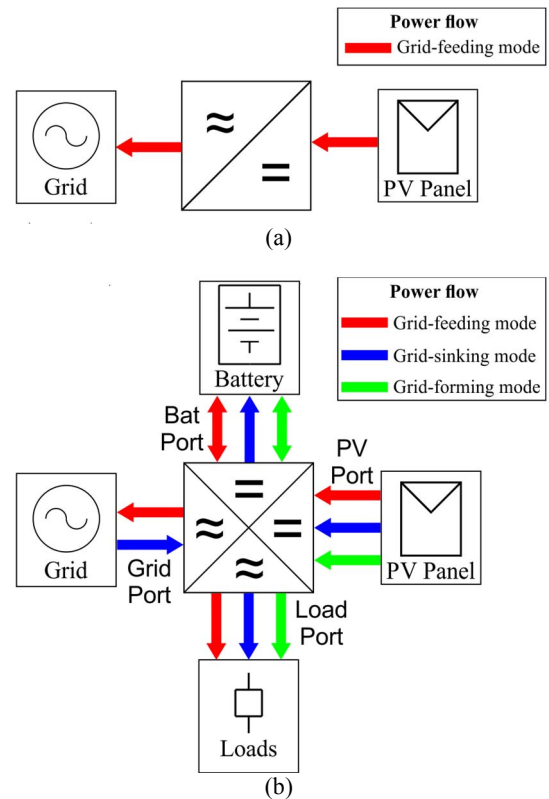 Power flow
Grid-feeding mode
Grid
PV Panel
(a)
Power flow
Grid-feeding mode
Grid-sinking mode
Grid-forming mode
Battery
Bat
Port
PV
Port
Grid
Grid
Port
PV Panel
Load
Port
Loads
(b)